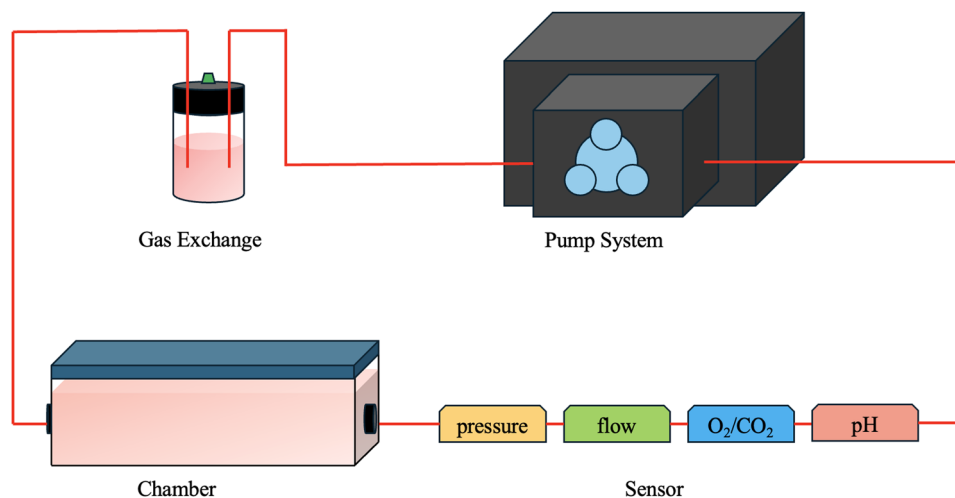 Gas Exchange
Pump System
pressure
flow
O₂/CO₂
pH
Chamber
Sensor